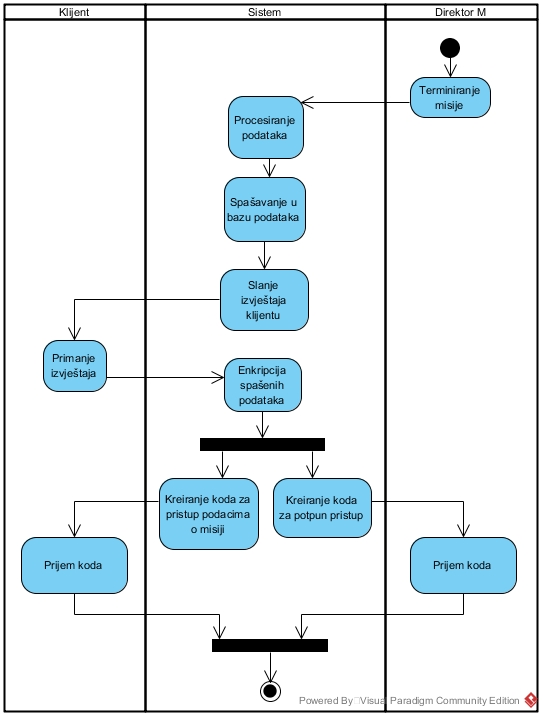 Klijent
Sistem
Direktor M
Terminiranje
misije
Procesiranje
podataka
Spašavanje u
bazu podataka
Slanje
izvještaja
klijentu
Primanje
izvještaja
Enkripcija
spašenih
podataka
Kreiranje koda za
pristup podacima
o misiji
Kreiranje koda
za potpun pristup
Prijem koda
Prijem koda
Powered By Visual Paradigm Community Edition